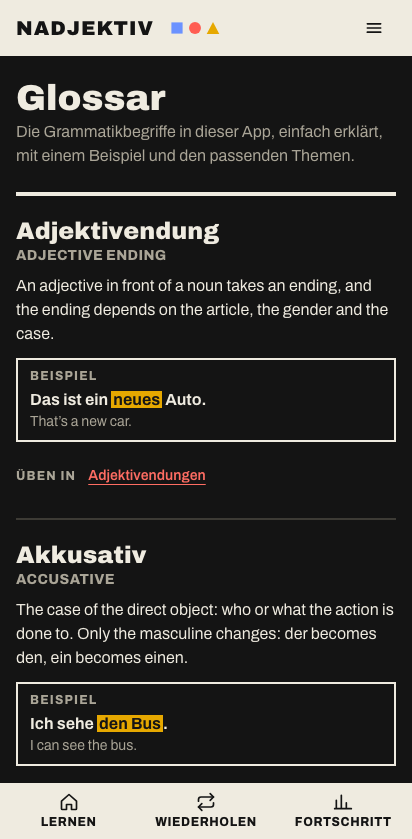 NADJEKTIV
Glossar
Die Grammatikbegriffe in dieser App, einfach erklärt,
mit einem Beispiel und den passenden Themen.
Adjektivendung
ADJECTIVE ENDING
An adjective in front of a noun takes an ending, and
the ending depends on the article, the gender and the
case.
BEISPIEL
Das ist ein neues Auto.
That's a new car.
ÜBEN IN Adjektivendungen
Akkusativ
ACCUSATIVE
The case of the direct object: who or what the action is
done to. Only the masculine changes: der becomes
den, ein becomes einen.
BEISPIEL
Ich sehe den Bus.
I can see the bus.
LERNEN WIEDERHOLEN FORTSCHRITT